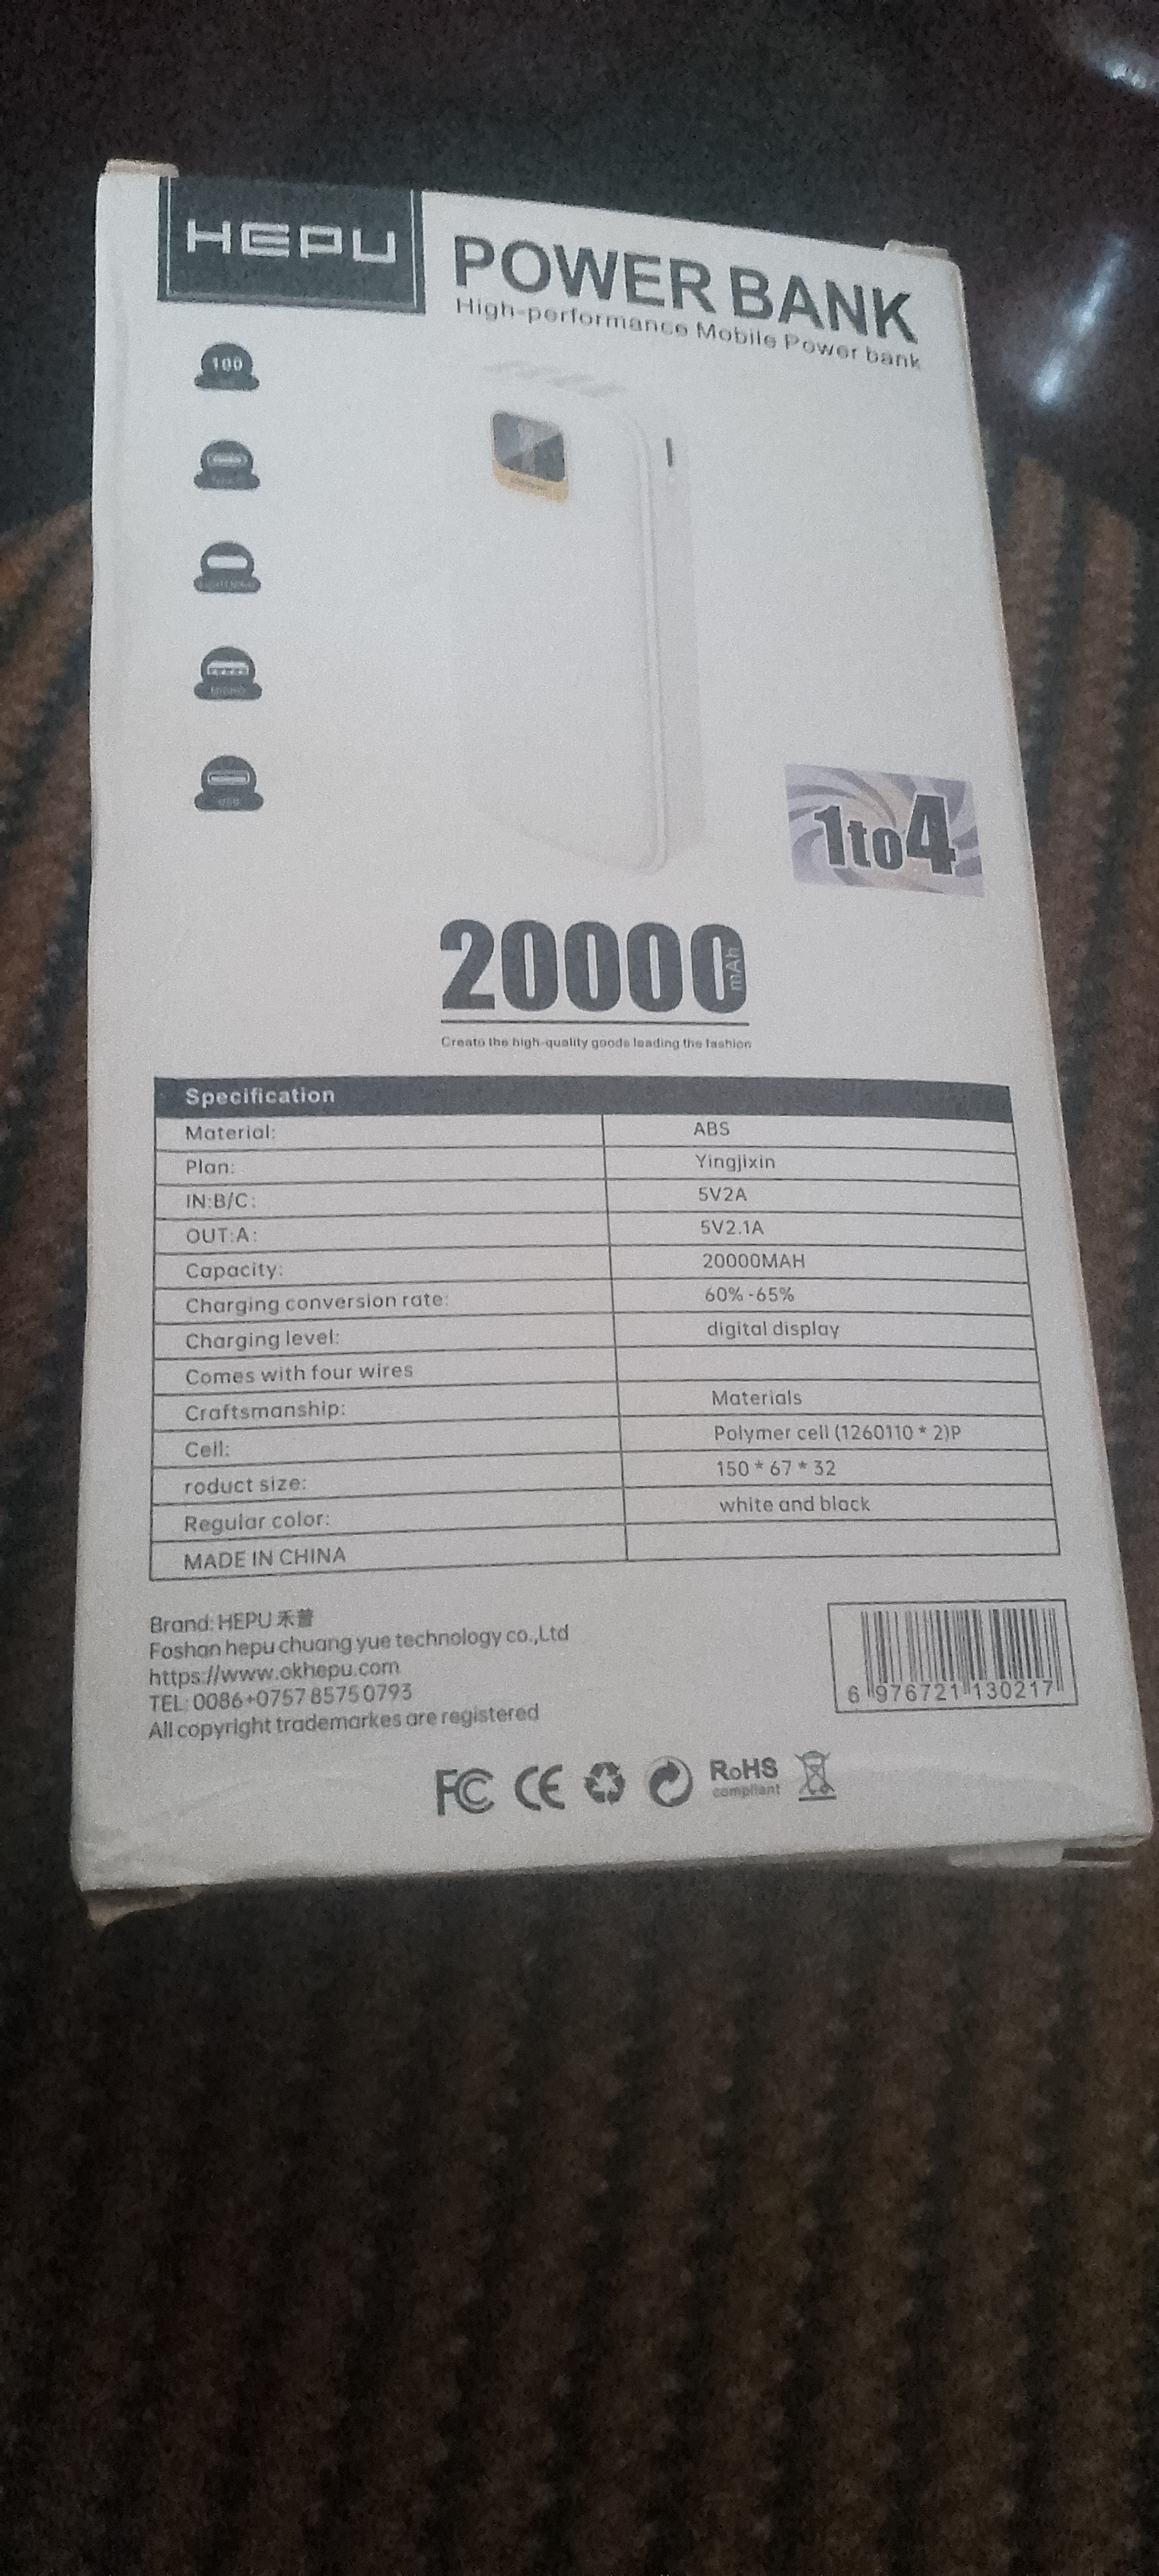 HEPU
POWER BANK
High-performance Mobile Power bank
100
MICRO
USB
1to4
20000 mAh
Create the high-quality goods leading the fashion
Specification
Material: ABS
Plan: Yingjixin
IN:B/C: 5V2A
OUT:A: 5V2.1A
Capacity: 20000MAH
Charging conversion rate: 60%-65%
Charging level: digital display
Comes with four wires
Craftsmanship: Materials
Cell: Polymer cell (1260110 * 2)P
roduct size: 150 * 67 * 32
Regular color: white and black
MADE IN CHINA
Brand: HEPU 禾普
Foshan hepu chuang yue technology co.,Ltd
https://www.okhepu.com
TEL: 0086+0757 85750793
All copyright trademarkes are registered
6 976721 130217
FC CE RoHS
compliant